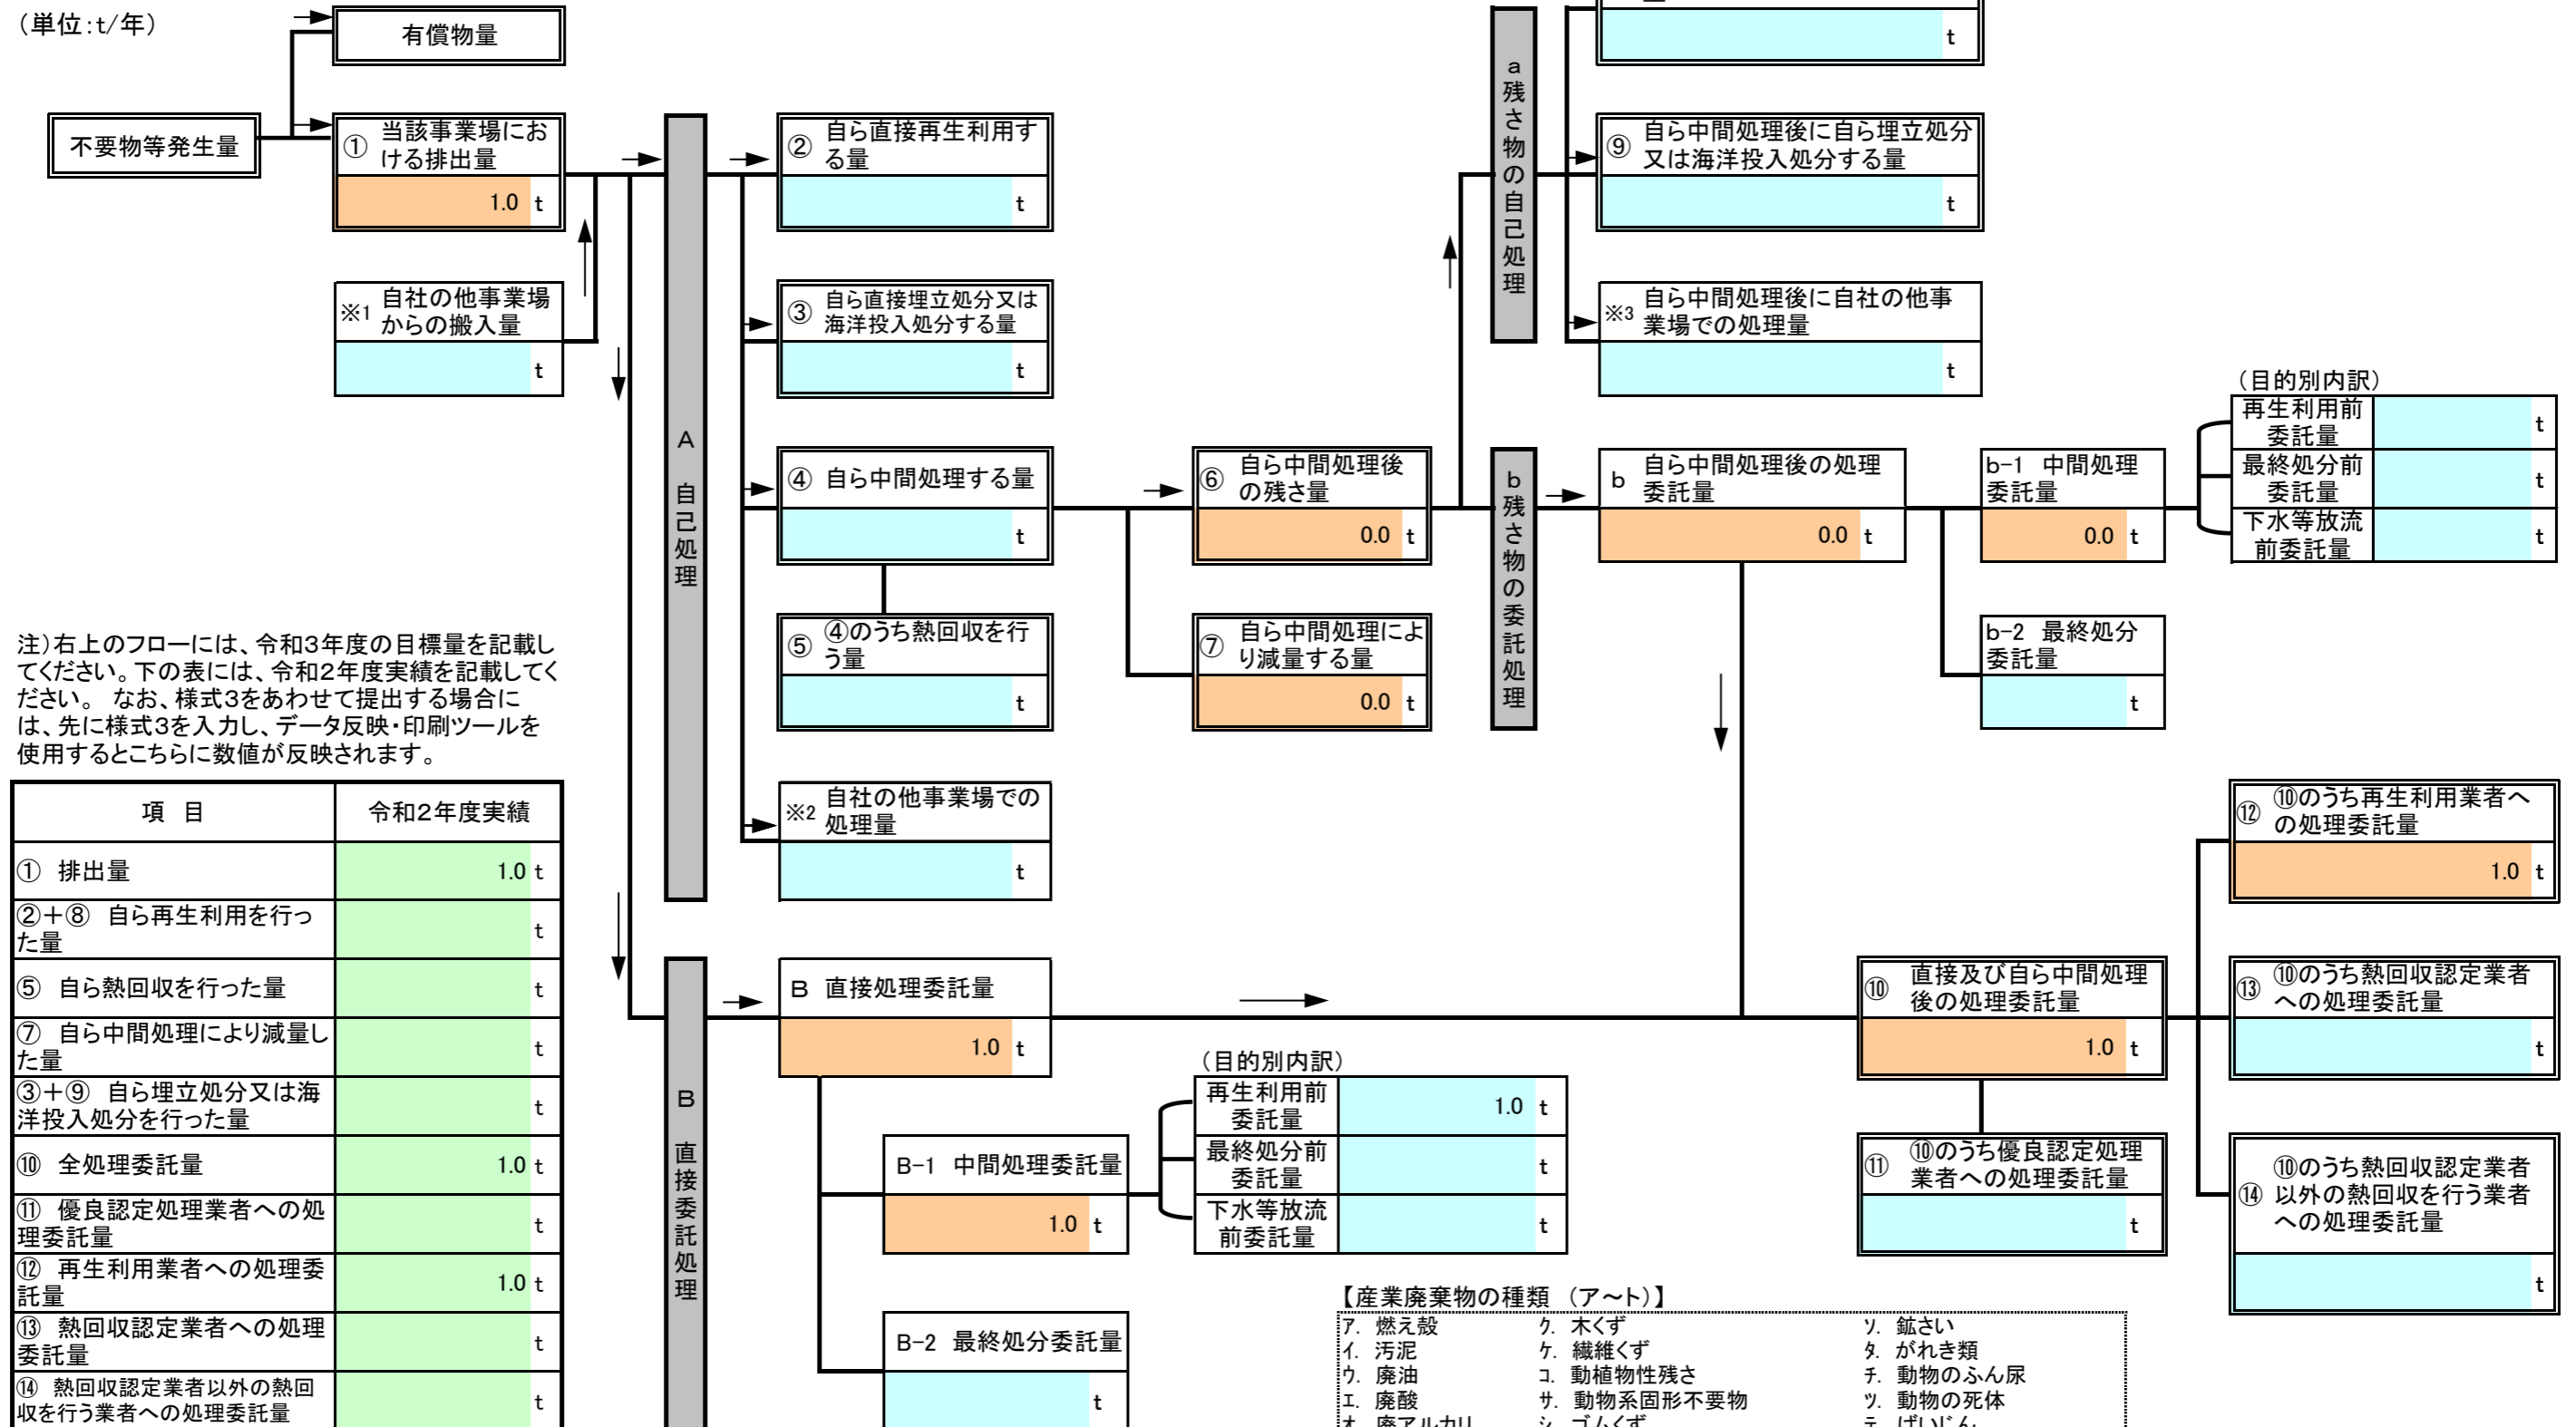 （単位：t/年）
有償物量
不要物等発生量
① 当該事業場にお
ける排出量
1.0 t
※1 自社の他事業場
からの搬入量
t
A 自己処理
② 自ら直接再生利用す
る量
t
③ 自ら直接埋立処分又は
海洋投入処分する量
t
④ 自ら中間処理する量
t
⑤ ④のうち熱回収を行
う量
t
※2 自社の他事業場での
処理量
t
⑥ 自ら中間処理後
の残さ量
0.0 t
⑦ 自ら中間処理によ
り減量する量
0.0 t
a 残さ物の自己処理
t
⑨ 自ら中間処理後に自ら埋立処分
又は海洋投入処分する量
t
※3 自ら中間処理後に自社の他事
業場での処理量
t
b 残さ物の委託処理
b 自ら中間処理後の処理
委託量
0.0 t
b-1 中間処理
委託量
0.0 t
（目的別内訳）
再生利用前
委託量
t
最終処分前
委託量
t
下水等放流
前委託量
t
b-2 最終処分
委託量
t
注）右上のフローには、令和３年度の目標量を記載し
てください。下の表には、令和２年度実績を記載してく
ださい。 なお、様式３をあわせて提出する場合に
は、先に様式３を入力し、データ反映・印刷ツールを
使用するとこちらに数値が反映されます。
項 目 令和２年度実績
① 排出量 1.0 t
②＋⑧ 自ら再生利用を行っ
た量
t
⑤ 自ら熱回収を行った量 t
⑦ 自ら中間処理により減量し
た量
t
③＋⑨ 自ら埋立処分又は海
洋投入処分を行った量
t
⑩ 全処理委託量 1.0 t
⑪ 優良認定処理業者への処
理委託量
t
⑫ 再生利用業者への処理委
託量
1.0 t
⑬ 熱回収認定業者への処理
委託量
t
⑭ 熱回収認定業者以外の熱回
収を行う業者への処理委託量
t
B 直接委託処理
B 直接処理委託量
1.0 t
B-1 中間処理委託量
1.0 t
（目的別内訳）
再生利用前
委託量
1.0 t
最終処分前
委託量
t
下水等放流
前委託量
t
B-2 最終処分委託量
t
⑩ 直接及び自ら中間処理
後の処理委託量
1.0 t
⑪ ⑩のうち優良認定処理
業者への処理委託量
t
⑫ ⑩のうち再生利用業者へ
の処理委託量
1.0 t
⑬ ⑩のうち熱回収認定業者
への処理委託量
t
⑭ ⑩のうち熱回収認定業者
以外の熱回収を行う業者
への処理委託量
t
【産業廃棄物の種類 （ア～ト）】
ｱ. 燃え殻 ｸ. 木くず ｿ. 鉱さい
ｲ. 汚泥 ｹ. 繊維くず ﾀ. がれき類
ｳ. 廃油 ｺ. 動植物性残さ ﾁ. 動物のふん尿
ｴ. 廃酸 ｻ. 動物系固形不要物 ﾂ. 動物の死体
ｵ. 廃アルカリ ｼ. ゴムくず ﾃ. ばいじん